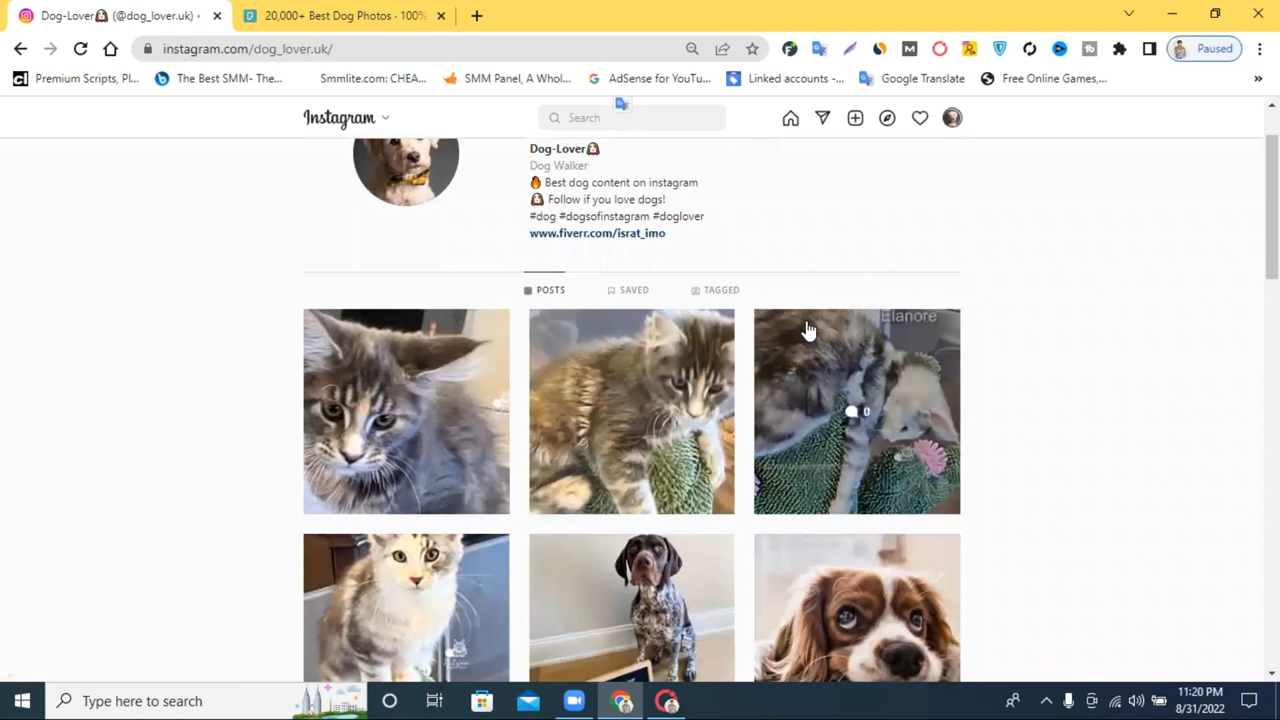 Dog-Lover (@dog_lover.uk) •
20,000+ Best Dog Photos · 100%
instagram.com/dog_lover.uk/
Paused
Premium Scripts, Pl...
The Best SMM- The...
Smmlite.com: CHEA...
SMM Panel, A Whol...
AdSense for YouTu...
Linked accounts -...
Google Translate
Free Online Games,...
Instagram
Search
Dog-Lover
Dog Walker
Best dog content on instagram
Follow if you love dogs!
#dog #dogsofinstagram #doglover
www.fiverr.com/israt_imo
POSTS
SAVED
TAGGED
Elanore
0
Type here to search
11:20 PM
8/31/2022